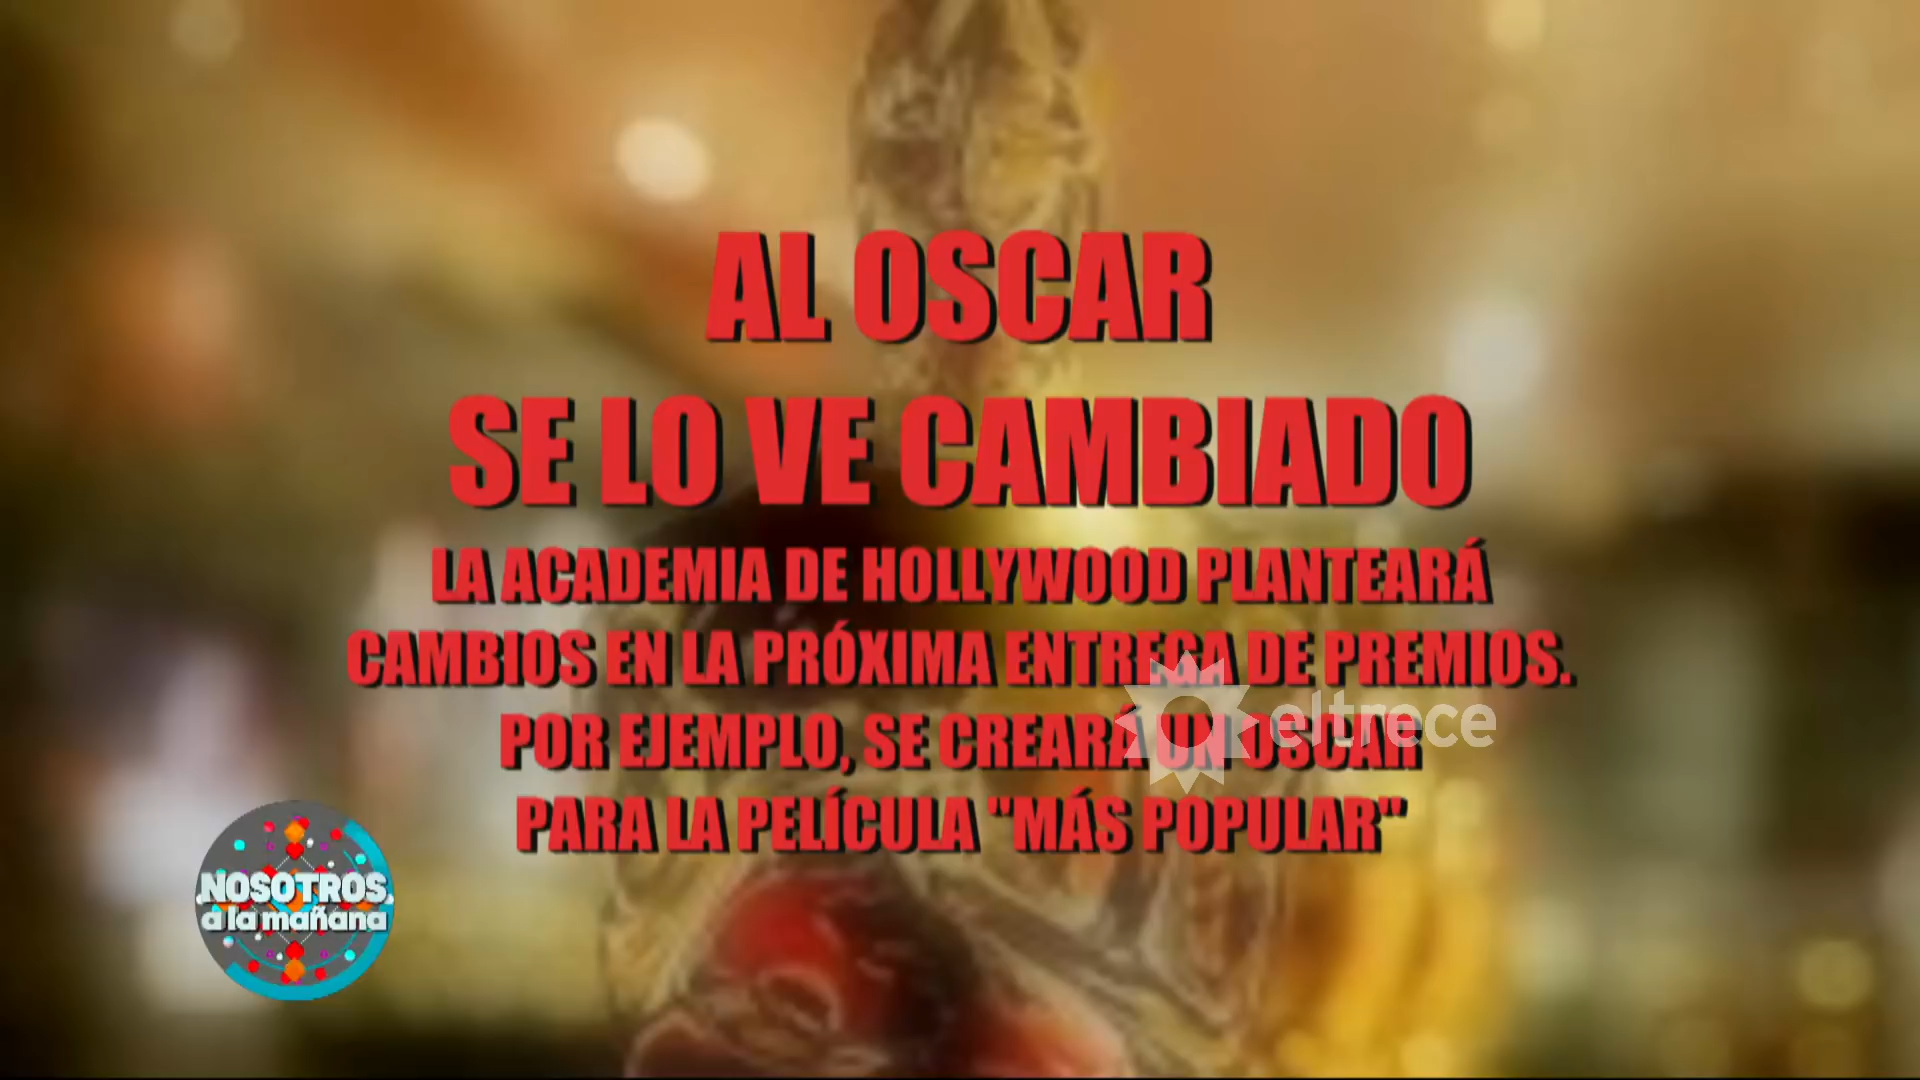 AL OSCAR
SE LO VE CAMBIADO
LA ACADEMIA DE HOLLYWOOD PLANTEARÁ
CAMBIOS EN LA PRÓXIMA ENTREGA DE PREMIOS.
POR EJEMPLO, SE CREARÁ UN OSCAR
PARA LA PELÍCULA "MÁS POPULAR"
eltrece
NOSOTROS
a la mañana